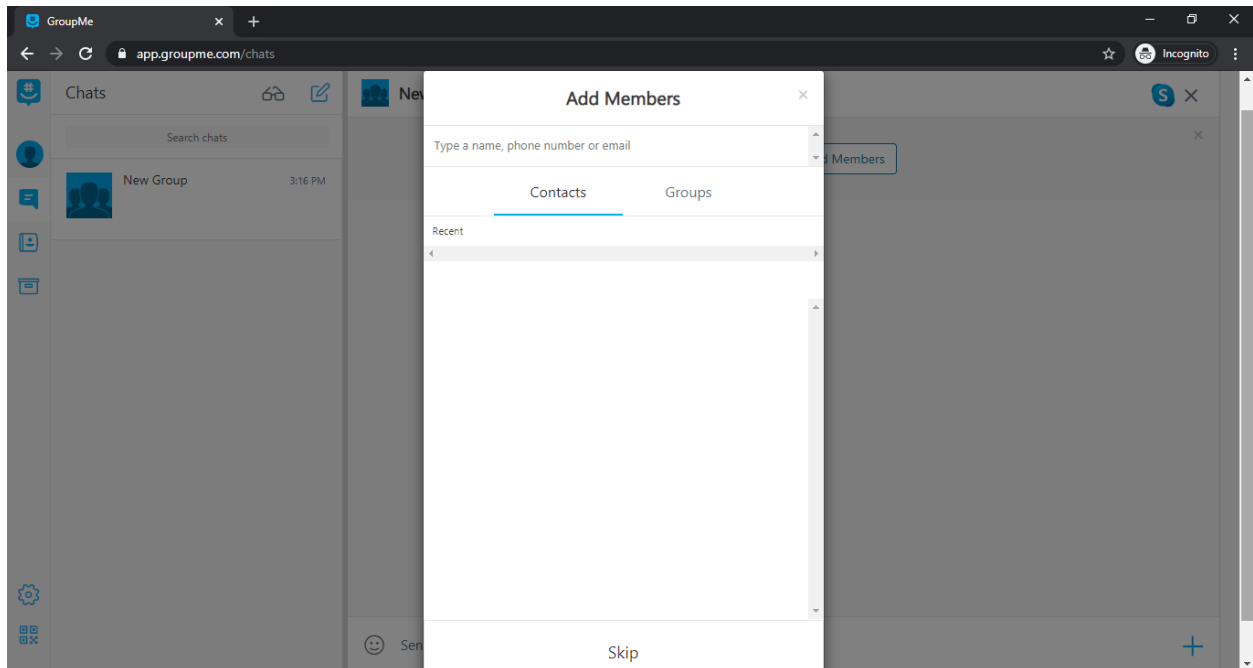 GroupMe
app.groupme.com/chats
Incognito
#
Chats
Search chats
New Group 3:16 PM
New
S
d Members
Add Members
Type a name, phone number or email
Contacts Groups
Recent
Sen
Skip